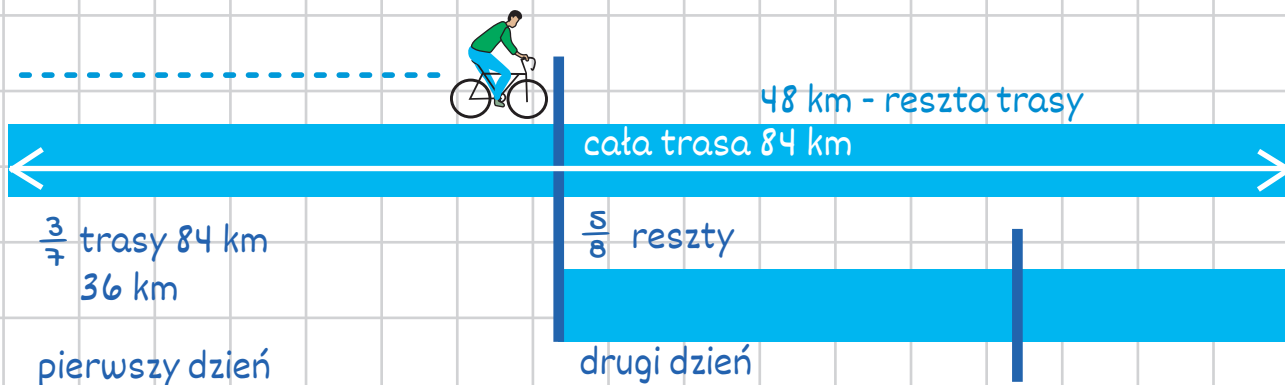 48 km - reszta trasy
cała trasa 84 km
3/7 trasy 84 km
36 km
5/8 reszty
pierwszy dzień
drugi dzień